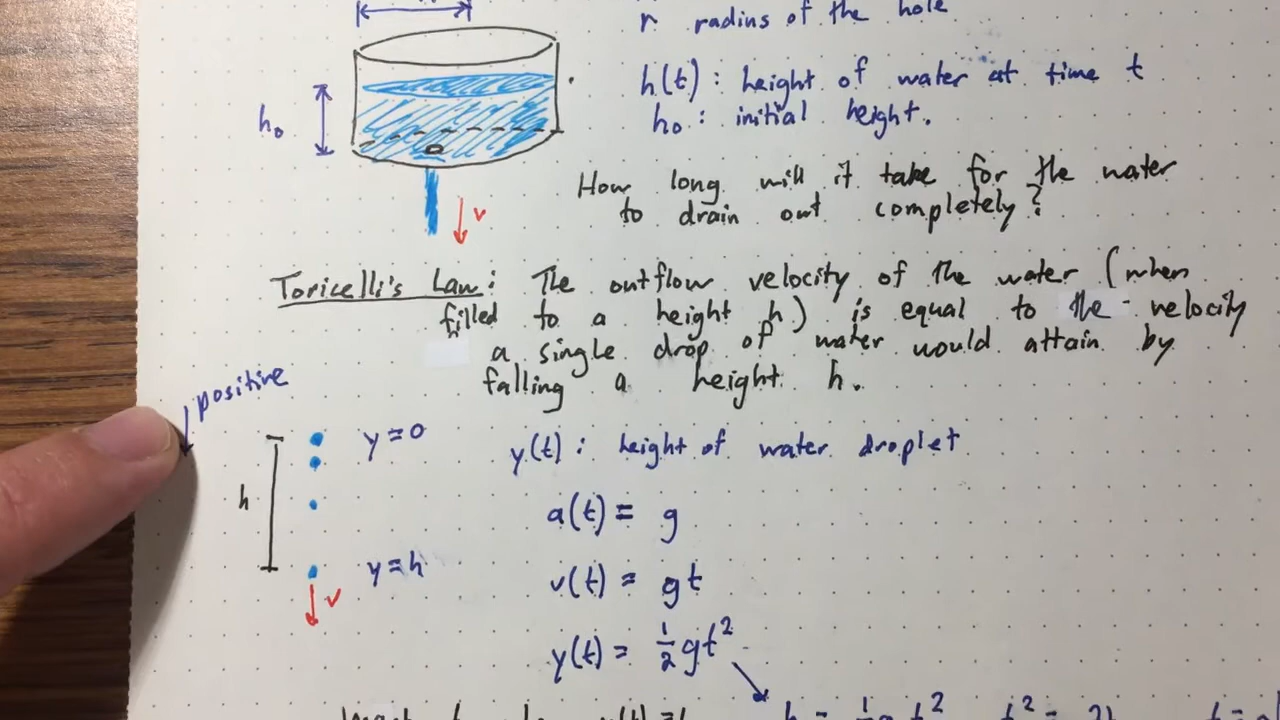 r radius of the hole
h(t): height of water at time t
h₀: initial height.
h₀
How long will it take for the water
to drain out completely?
v
Toricelli's Law: The outflow velocity of the water (when
filled to a height h) is equal to the velocity
a single drop of water would attain by
falling a height h.
positive
y=0
y(t): height of water droplet
h
a(t) = g
y=h
v(t) = gt
v
y(t) = ½gt²